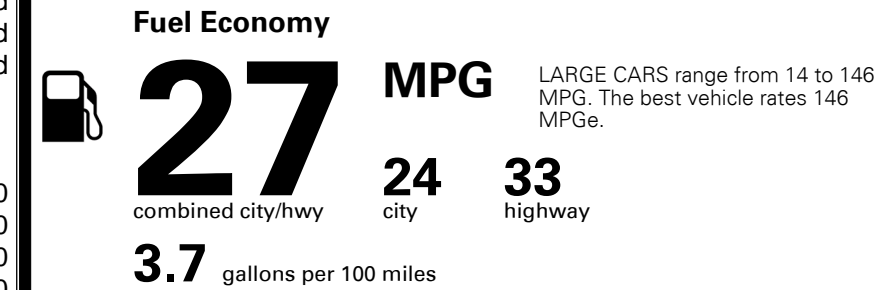 Fuel Economy
27
MPG
LARGE CARS range from 14 to 146
MPG. The best vehicle rates 146
MPGe.
24
33
combined city/hwy
city
highway
3.7 gallons per 100 miles